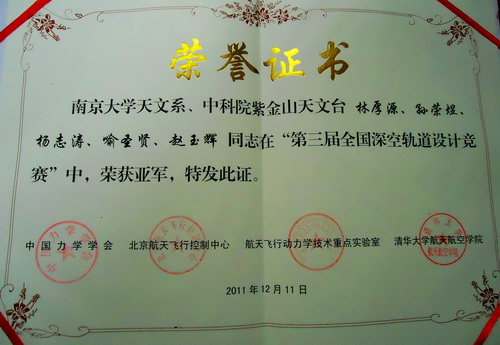 荣誉证书
南京大学天文系、中科院紫金山天文台 林厚源、孙荣煜、
杨志涛、喻圣贤、赵玉晖 同志在“第三届全国深空轨道设计竞
赛”中，荣获亚军，特发此证。
中国力学学会 北京航天飞行控制中心 航天飞行动力学技术重点实验室 清华大学航天航空学院
2011年12月11日